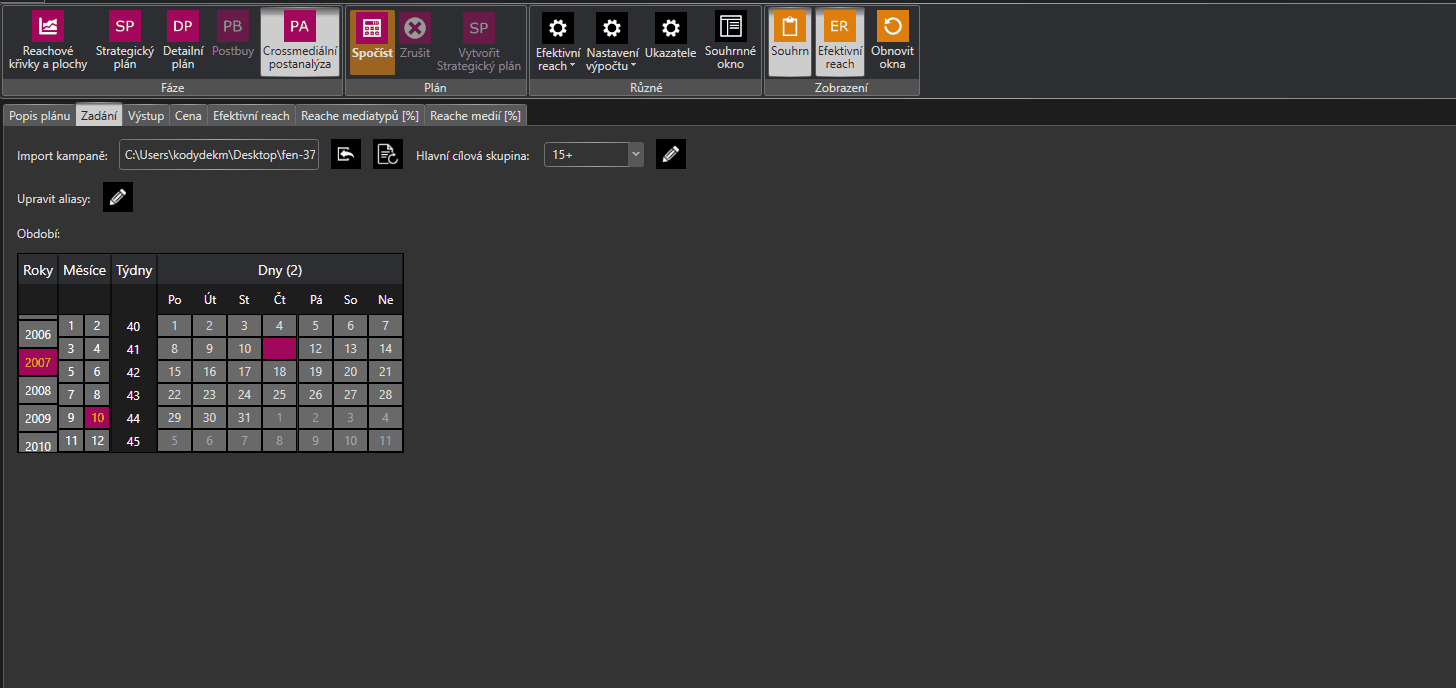 Reachové křivky a plochy
SP Strategický plán
DP Detailní plán
PB Postbuy
PA Crossmediální postanalýza
Spočíst
Zrušit
SP Vytvořit Strategický plán
Efektivní reach
Nastavení výpočtu
Ukazatele
Souhrnné okno
Souhrn
ER Efektivní reach
Obnovit okna
Fáze Plán Různé Zobrazení
Popis plánu Zadání Výstup Cena Efektivní reach Reache mediatypů [%] Reache medií [%]
Import kampaně: C:\Users\kodydekm\Desktop\fen-37 Hlavní cílová skupina: 15+
Upravit aliasy:
Období:
Roky Měsíce Týdny Dny (2)
Po Út St Čt Pá So Ne
2006 1 2 40 1 2 3 4 5 6 7
2007 3 4 41 8 9 10 12 13 14
5 6 42 15 16 17 18 19 20 21
2008 7 8 43 22 23 24 25 26 27 28
2009 9 10 44 29 30 31 1 2 3 4
2010 11 12 45 5 6 7 8 9 10 11